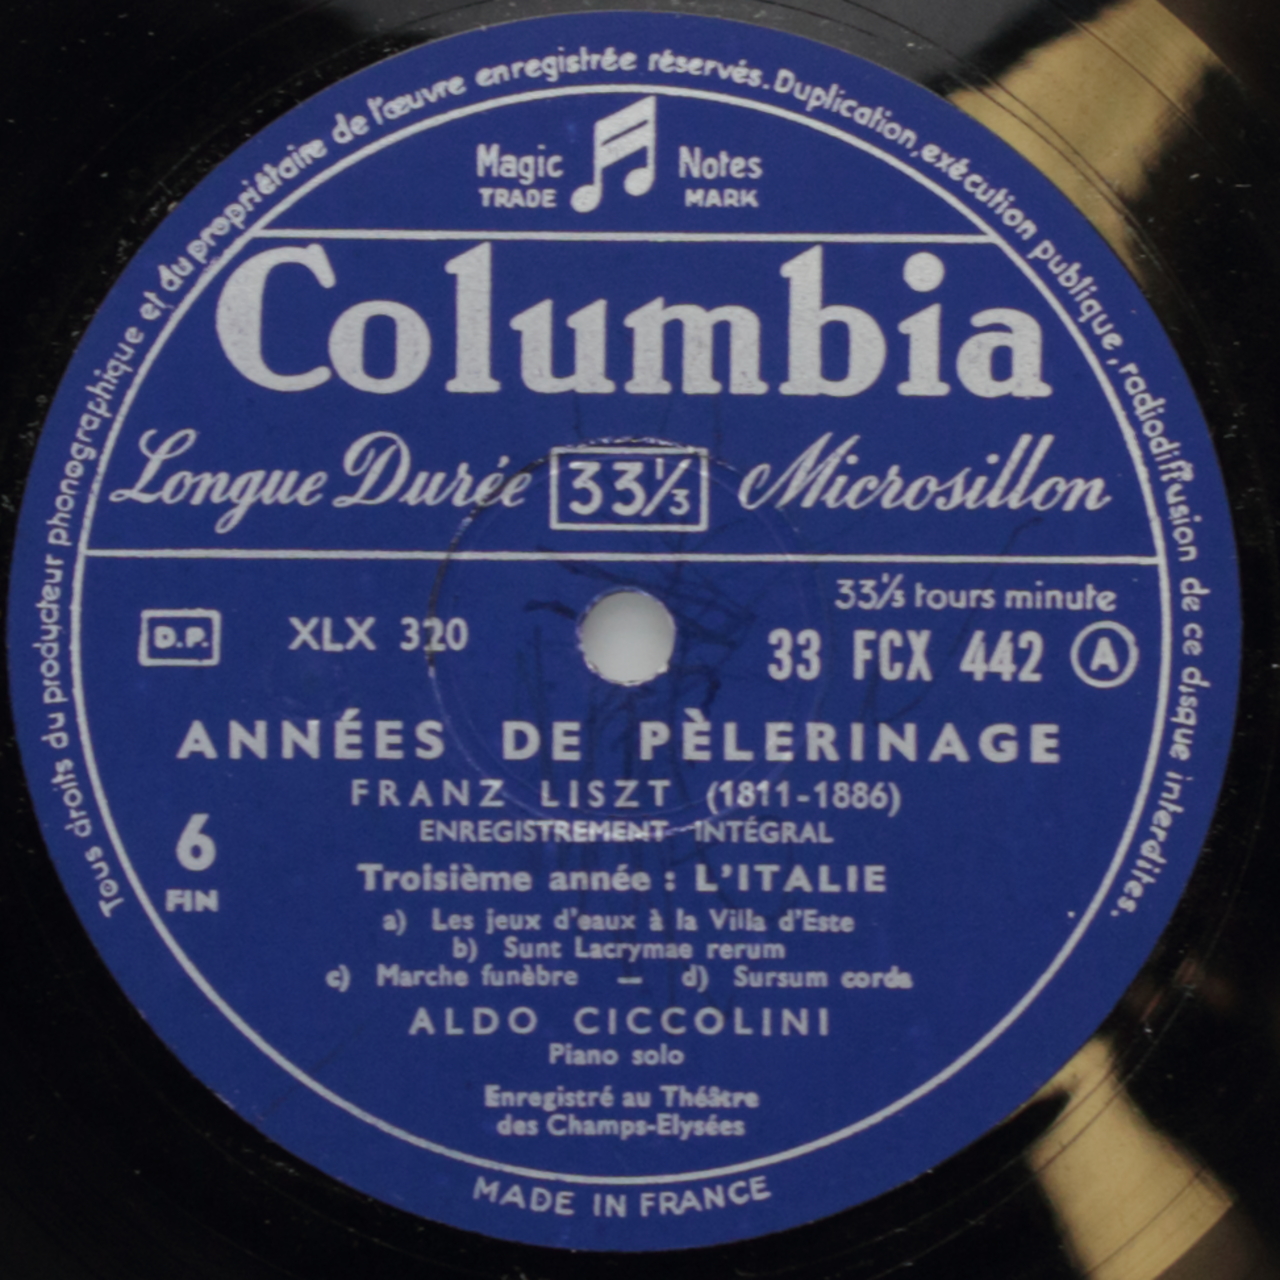 Tous droits du producteur phonographique et du propriétaire de l'œuvre enregistrée réservés. Duplication, exécution publique, radiodiffusion de ce disque interdites.
Magic Notes
TRADE MARK
Columbia
Longue Durée 33⅓ Microsillon
33⅓ tours minute
D.P. XLX 320 33 FCX 442 A
ANNÉES DE PÈLERINAGE
FRANZ LISZT (1811-1886)
6 ENREGISTREMENT INTÉGRAL
FIN Troisième année : L'ITALIE
a) Les jeux d'eaux à la Villa d'Este
b) Sunt Lacrymae rerum
c) Marche funèbre — d) Sursum corda
ALDO CICCOLINI
Piano solo
Enregistré au Théâtre
des Champs-Elysées
MADE IN FRANCE